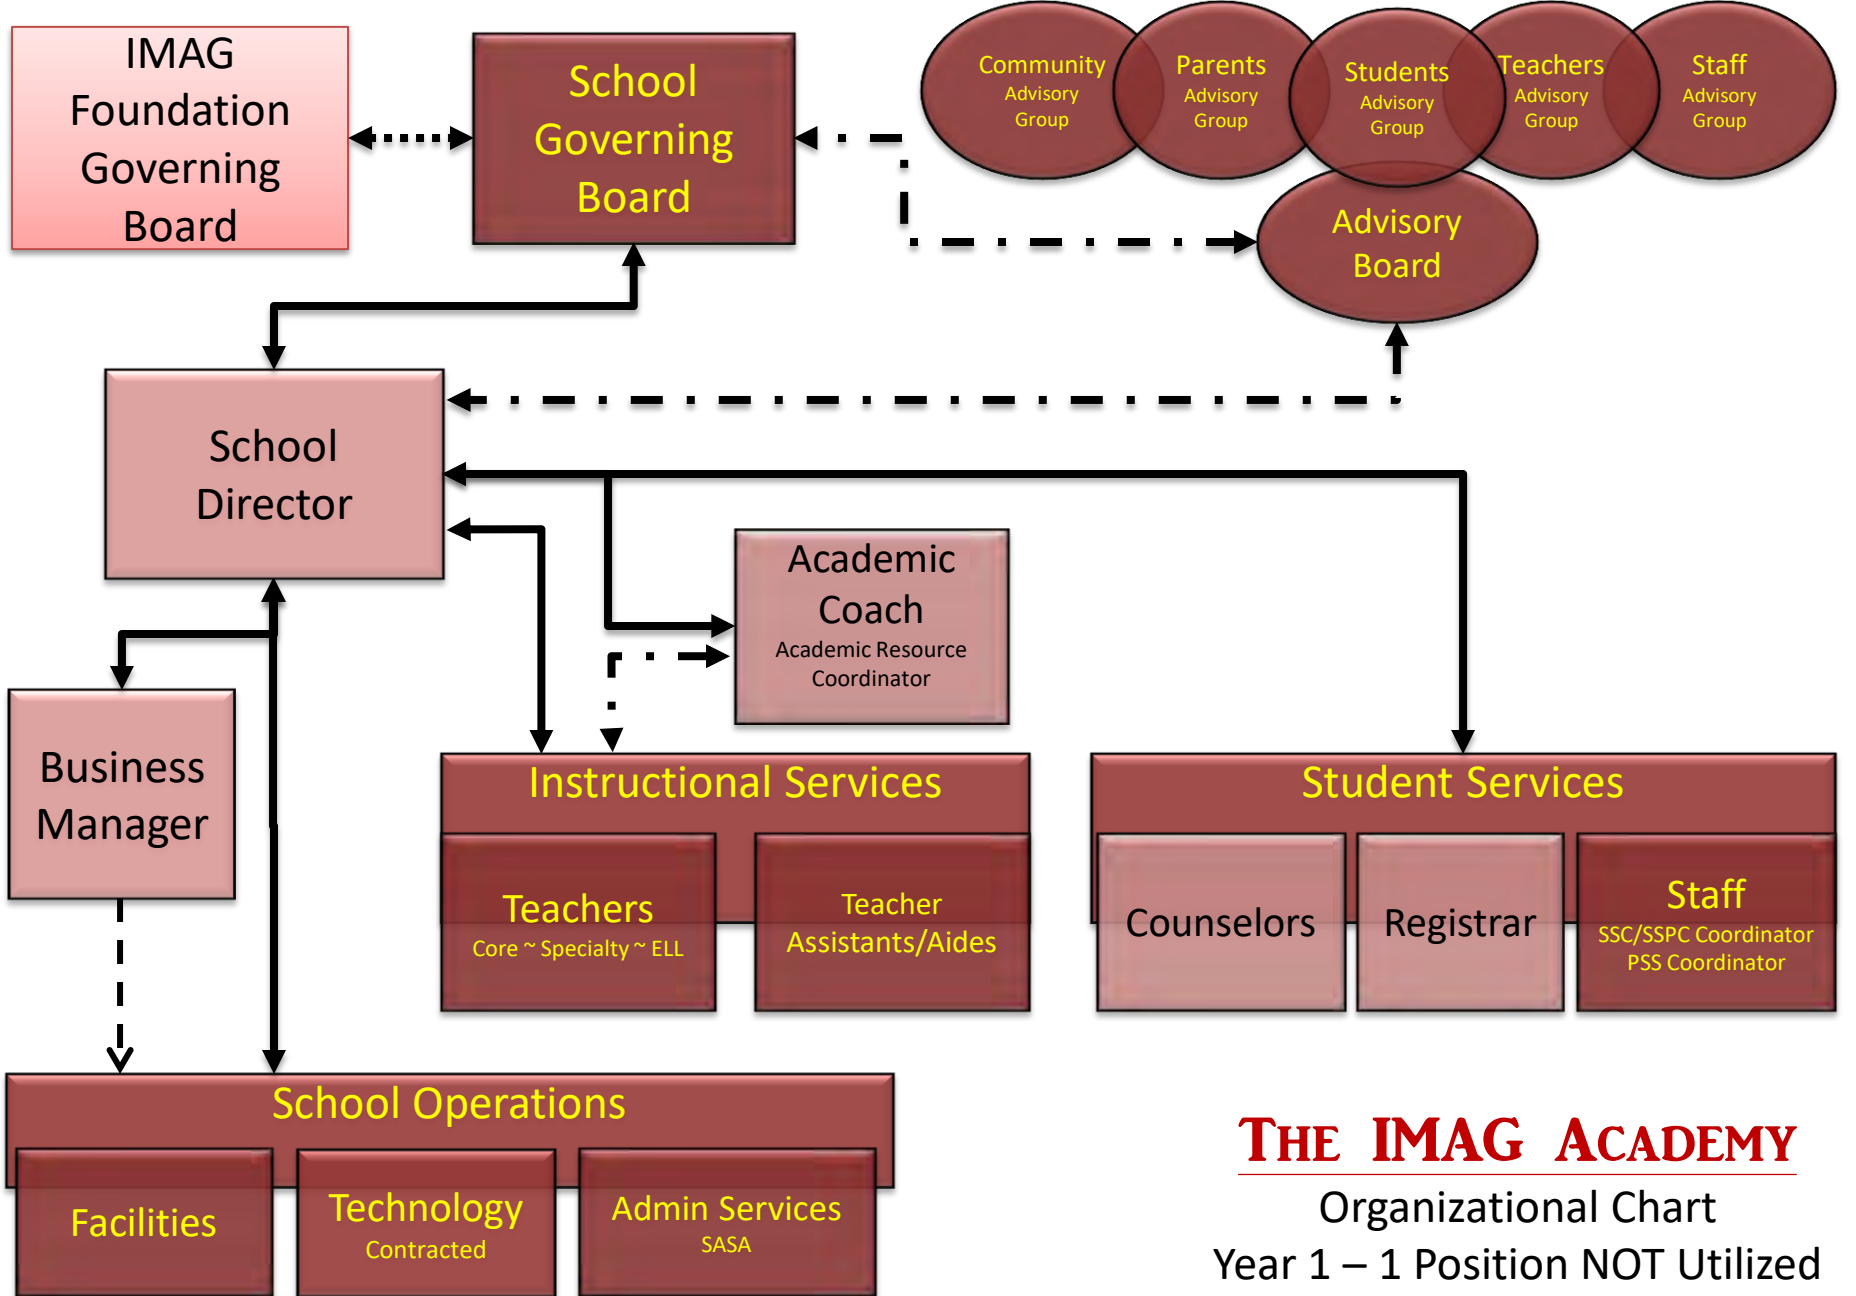 IMAG
Foundation
Governing
Board
School
Governing
Board
Community
Advisory
Group
Parents
Advisory
Group
Students
Advisory
Group
Teachers
Advisory
Group
Staff
Advisory
Group
Advisory
Board
School
Director
Academic
Coach
Academic Resource
Coordinator
Business
Manager
Instructional Services
Teachers
Core ~ Specialty ~ ELL
Teacher
Assistants/Aides
Student Services
Counselors
Registrar
Staff
SSC/SSPC Coordinator
PSS Coordinator
School Operations
Facilities
Technology
Contracted
Admin Services
SASA
THE IMAG ACADEMY
Organizational Chart
Year 1 – 1 Position NOT Utilized